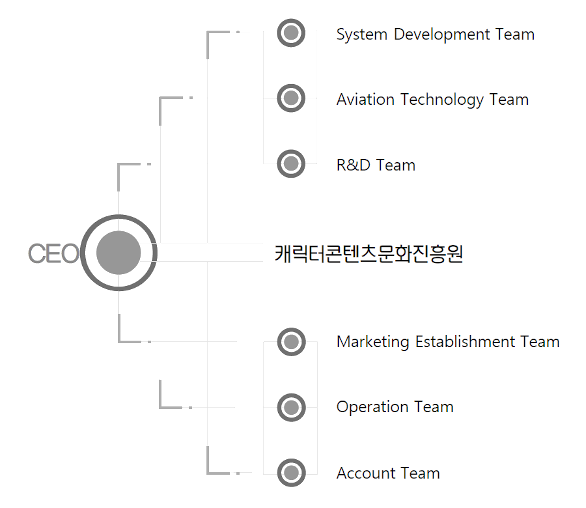 System Development Team
Aviation Technology Team
R&D Team
CEO
캐릭터콘텐츠문화진흥원
Marketing Establishment Team
Operation Team
Account Team